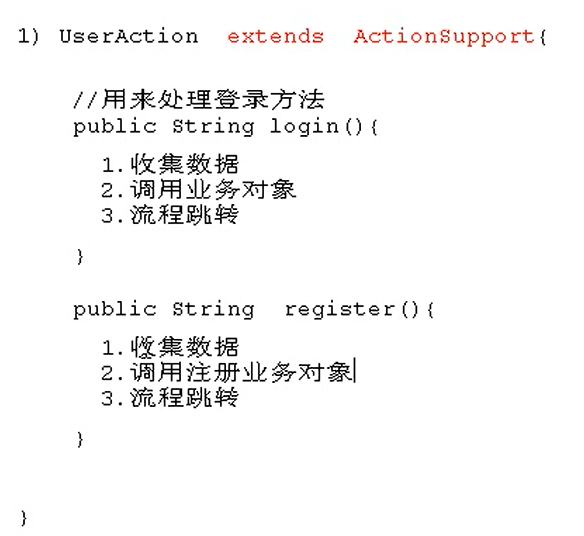 1) UserAction extends ActionSupport{
//用来处理登录方法
public String login(){
1.收集数据
2.调用业务对象
3.流程跳转
}
public String register(){
1.收集数据
2.调用注册业务对象
3.流程跳转
}
}